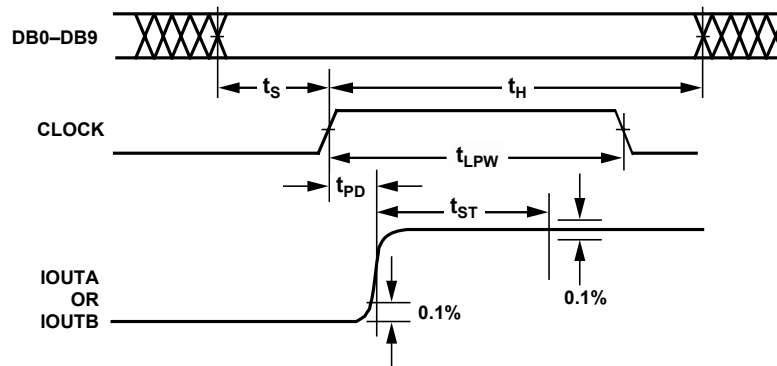 DB0–DB9
tS
tH
CLOCK
tLPW
tPD
tST
IOUTA
OR
IOUTB
0.1%
0.1%